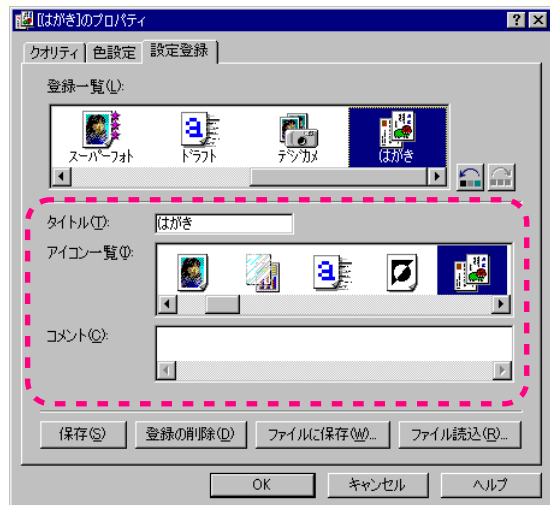 [はがき]のプロパティ
クオリティ 色設定 設定登録
登録一覧(L):
スーパーフォト ドラフト デジカメ はがき
タイトル(T): はがき
アイコン一覧(I):
コメント(C):
保存(S) 登録の削除(D) ファイルに保存(W)... ファイル読込(R)...
OK キャンセル ヘルプ